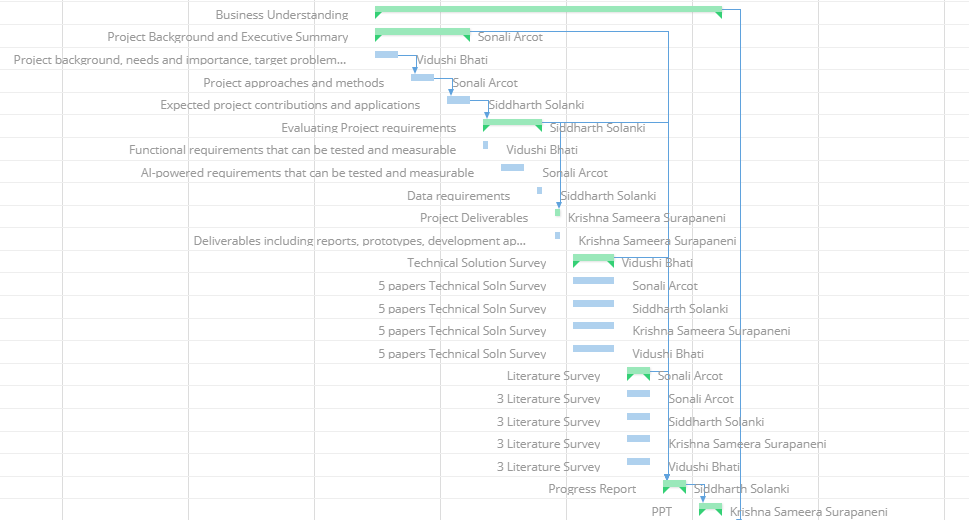 Business Understanding
Project Background and Executive Summary Sonali Arcot
Project background, needs and importance, target problem... Vidushi Bhati
Project approaches and methods Sonali Arcot
Expected project contributions and applications Siddharth Solanki
Evaluating Project requirements Siddharth Solanki
Functional requirements that can be tested and measurable Vidushi Bhati
AI-powered requirements that can be tested and measurable Sonali Arcot
Data requirements Siddharth Solanki
Project Deliverables Krishna Sameera Surapaneni
Deliverables including reports, prototypes, development ap... Krishna Sameera Surapaneni
Technical Solution Survey Vidushi Bhati
5 papers Technical Soln Survey Sonali Arcot
5 papers Technical Soln Survey Siddharth Solanki
5 papers Technical Soln Survey Krishna Sameera Surapaneni
5 papers Technical Soln Survey Vidushi Bhati
Literature Survey Sonali Arcot
3 Literature Survey Sonali Arcot
3 Literature Survey Siddharth Solanki
3 Literature Survey Krishna Sameera Surapaneni
3 Literature Survey Vidushi Bhati
Progress Report Siddharth Solanki
PPT Krishna Sameera Surapaneni